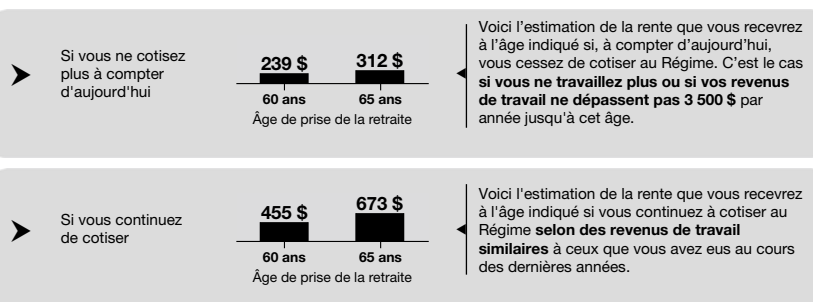 Si vous ne cotisez
plus à compter
d'aujourd'hui
239 $ 312 $
60 ans 65 ans
Âge de prise de la retraite
Voici l'estimation de la rente que vous recevrez
à l'âge indiqué si, à compter d'aujourd'hui,
vous cessez de cotiser au Régime. C'est le cas
si vous ne travaillez plus ou si vos revenus
de travail ne dépassent pas 3 500 $ par
année jusqu'à cet âge.
Si vous continuez
de cotiser
455 $ 673 $
60 ans 65 ans
Âge de prise de la retraite
Voici l'estimation de la rente que vous recevrez
à l'âge indiqué si vous continuez à cotiser au
Régime selon des revenus de travail
similaires à ceux que vous avez eus au cours
des dernières années.